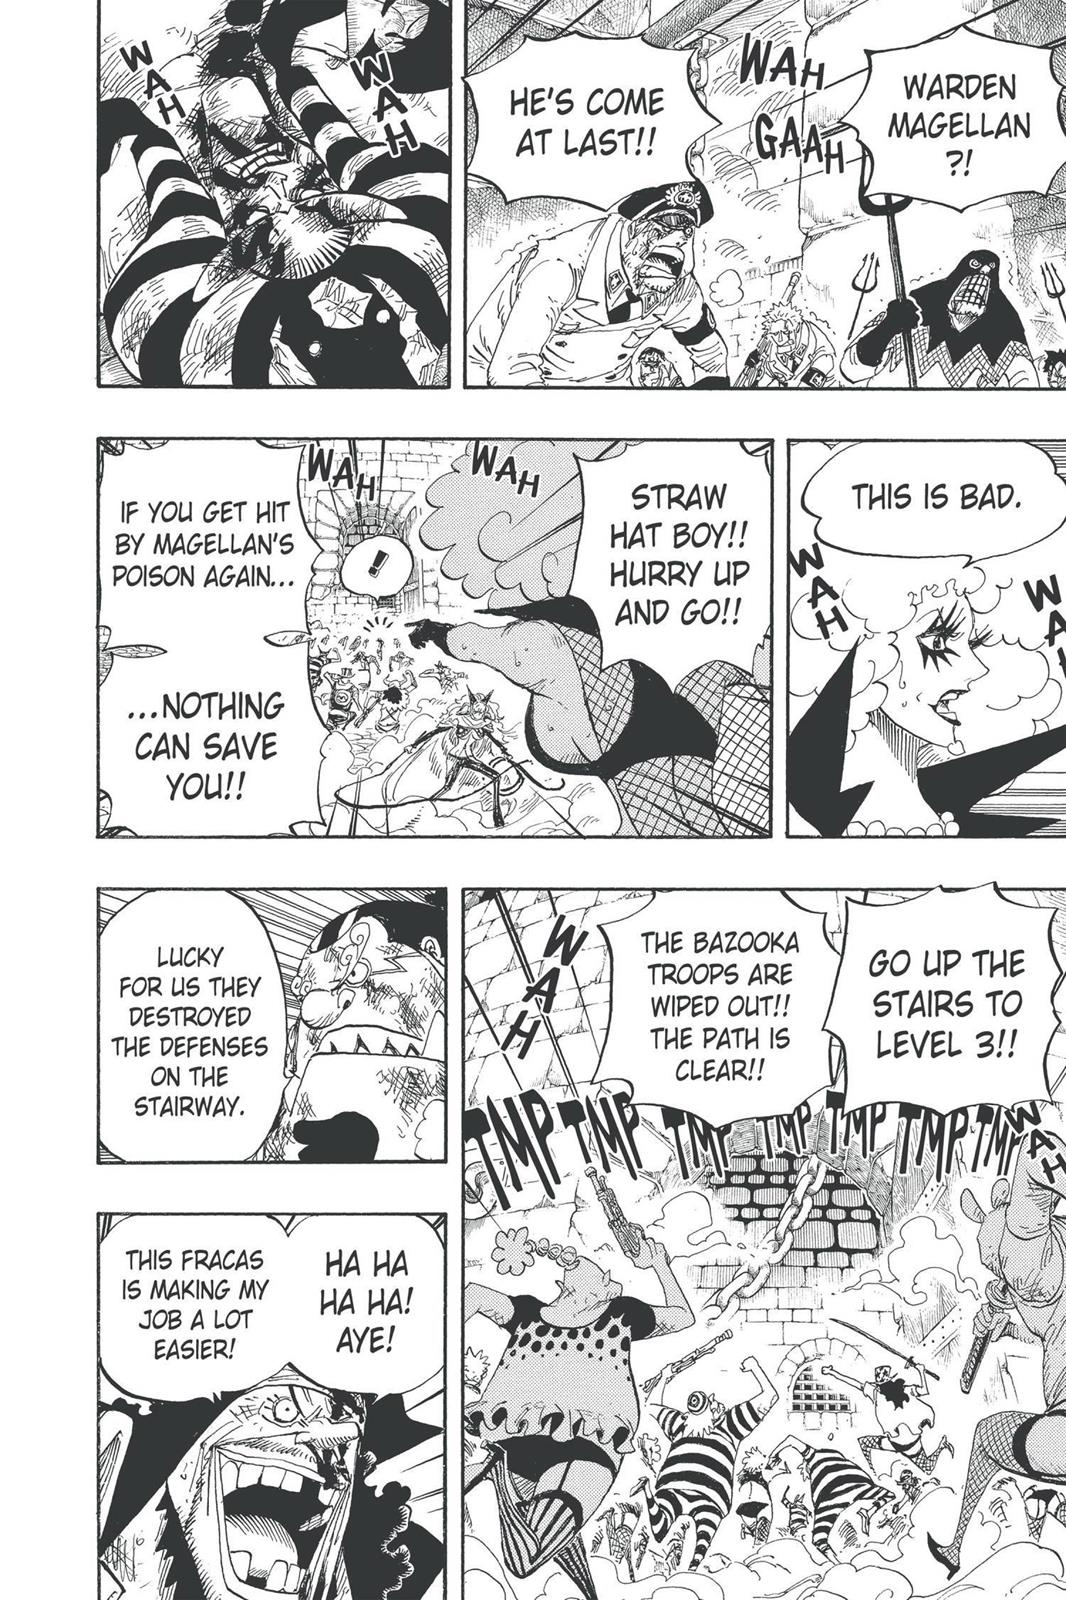 WARDEN
MAGELLAN
?!
WAH
GAAH
HE'S COME
AT LAST!!
WAH
WAH
THIS IS BAD.
WAH
WA
STRAW
HAT BOY!!
HURRY UP
AND GO!!
WAH
WAH
!
IF YOU GET HIT
BY MAGELLAN'S
POISON AGAIN...
...NOTHING
CAN SAVE
YOU!!
GO UP THE
STAIRS TO
LEVEL 3!!
THE BAZOOKA
TROOPS ARE
WIPED OUT!!
THE PATH IS
CLEAR!!
WAH
TMP TMP TMP TMP TMP TMP TMP
WAH
LUCKY
FOR US THEY
DESTROYED
THE DEFENSES
ON THE
STAIRWAY.
HA HA
HA HA!
AYE!
THIS FRACAS
IS MAKING MY
JOB A LOT
EASIER!